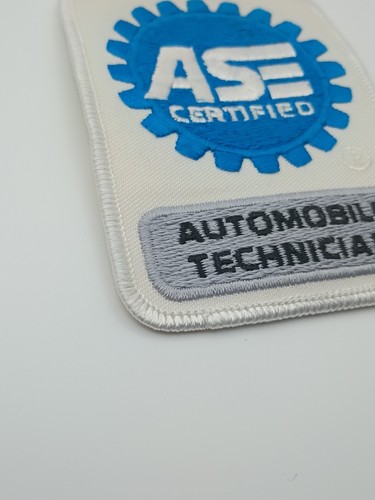 ASE
CERTIFIED
®
AUTOMOBIL
TECHNICIA